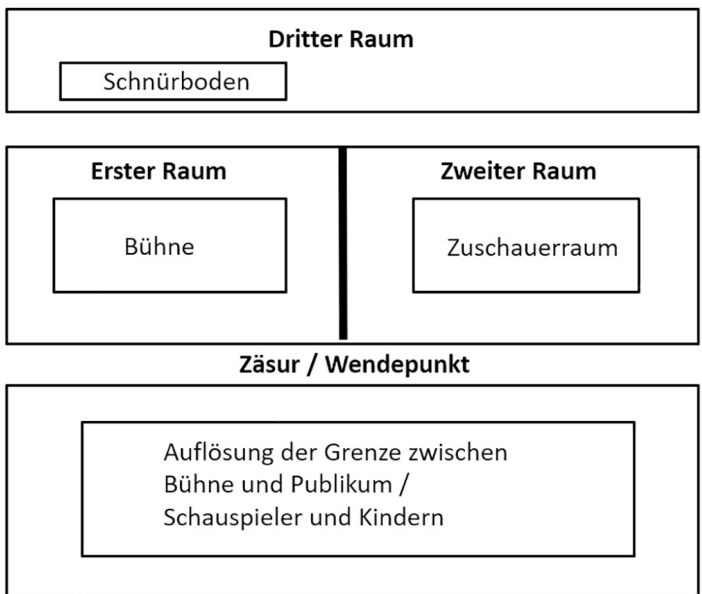 Dritter Raum
Schnürboden
Erster Raum
Zweiter Raum
Bühne
Zuschauerraum
Zäsur / Wendepunkt
Auflösung der Grenze zwischen
Bühne und Publikum /
Schauspieler und Kindern